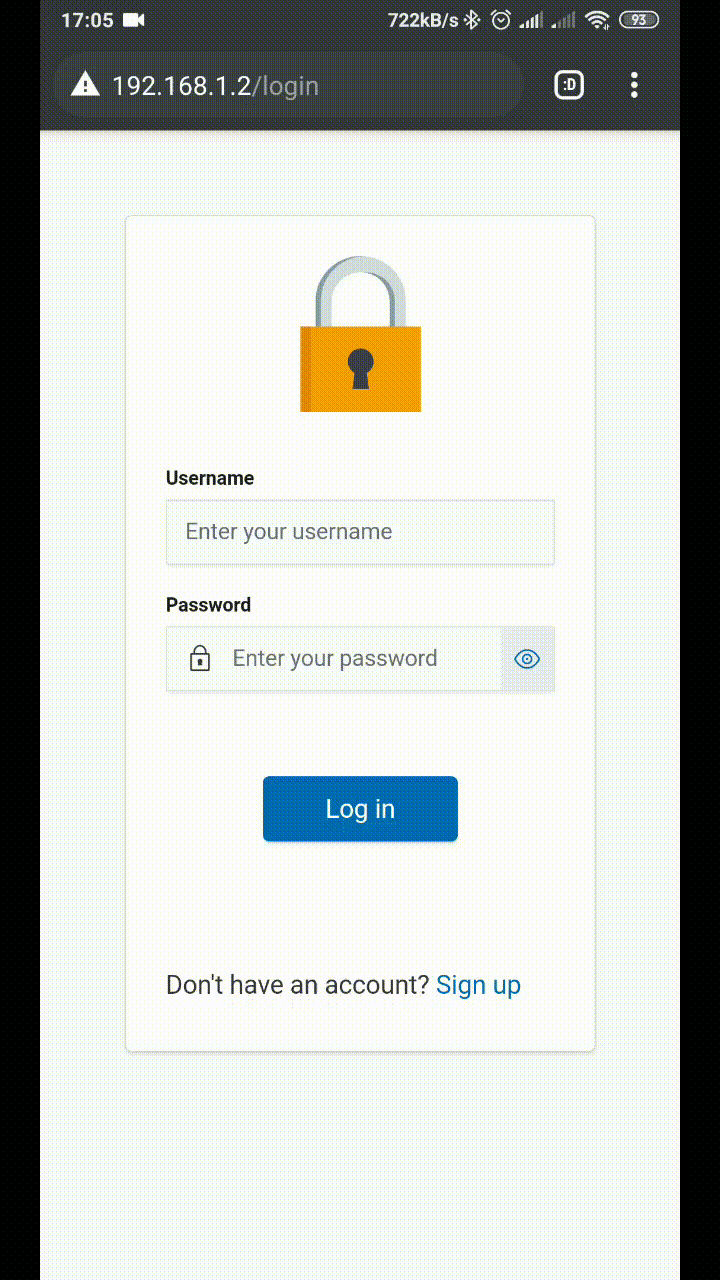 17:05 722kB/s 93
192.168.1.2/login :D
Username
Enter your username
Password
Enter your password
Log in
Don't have an account? Sign up